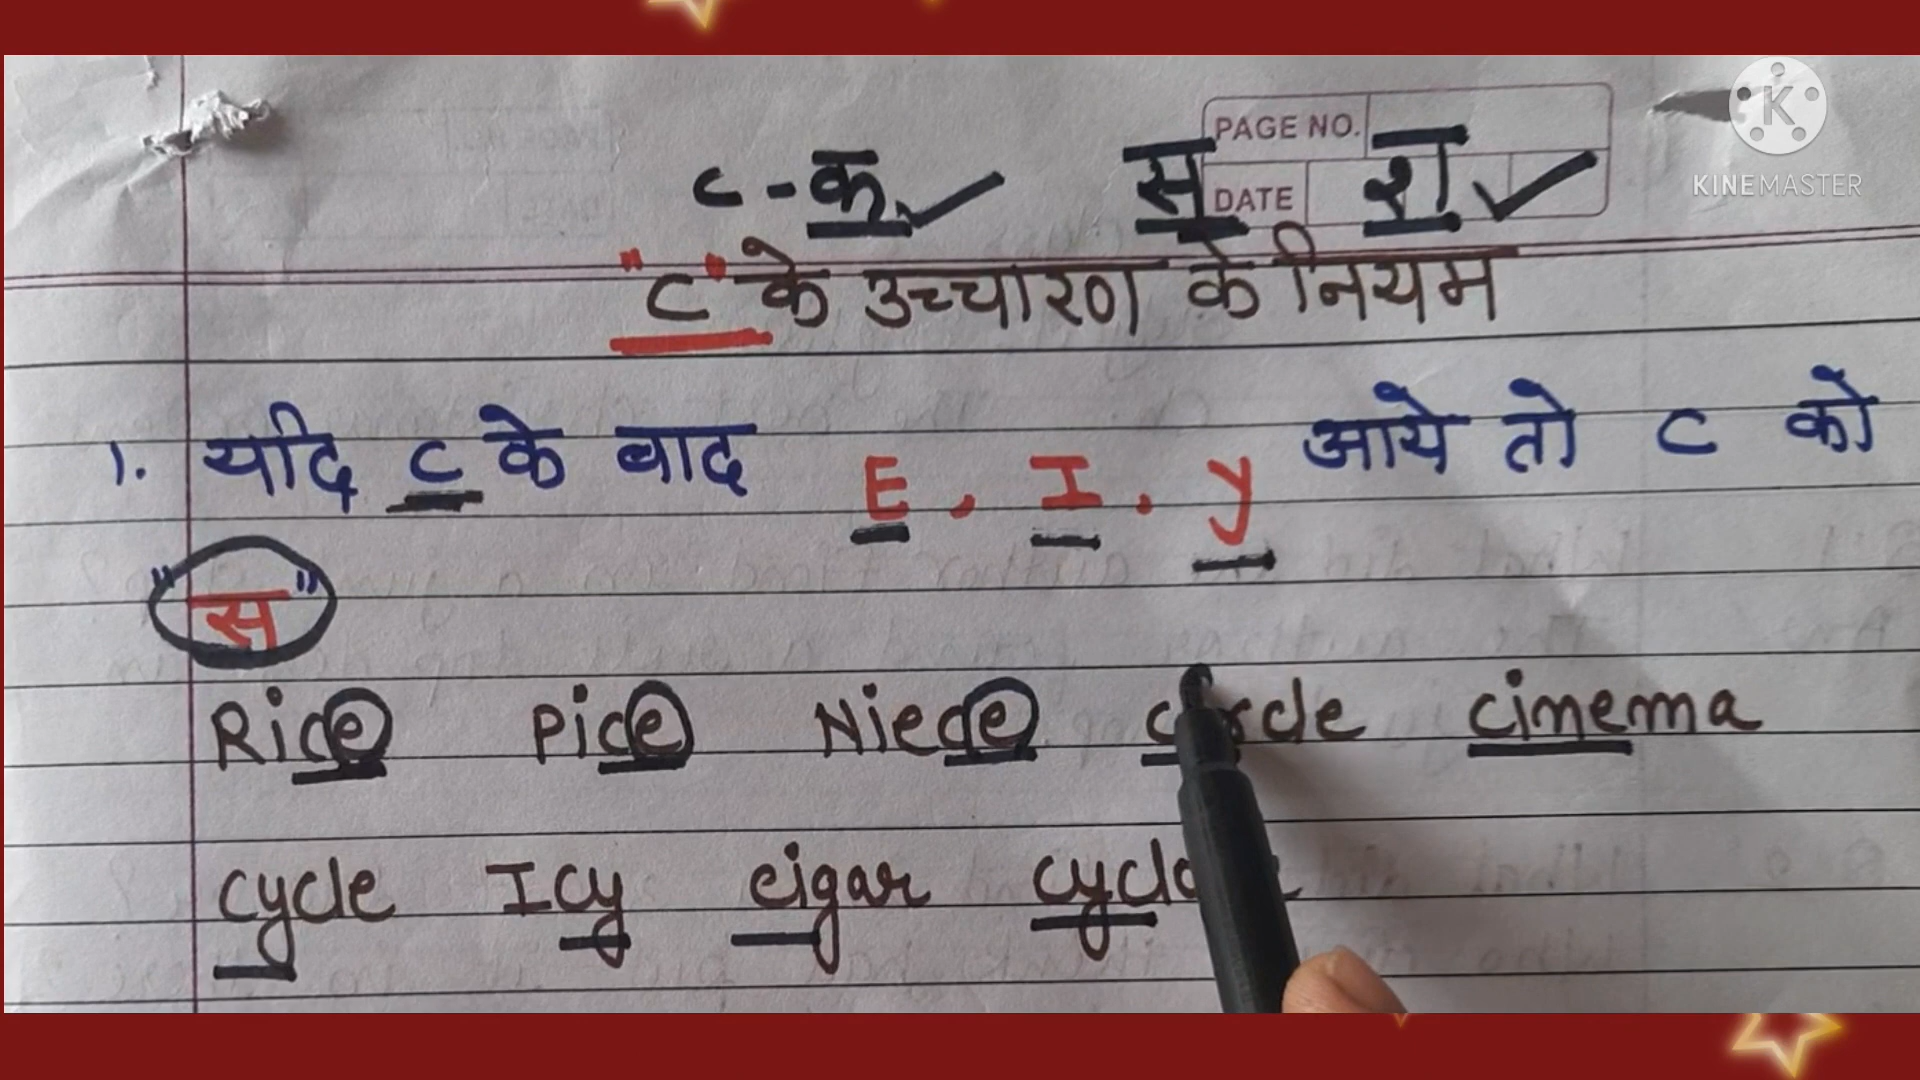 PAGE NO.
KINEMASTER
c - क स DATE श
"C" के उच्चारण के नियम
1. यदि C के बाद E, I, y आये तो C को
"स"
Rice Pice Niece cinema
cycle Icy cigar